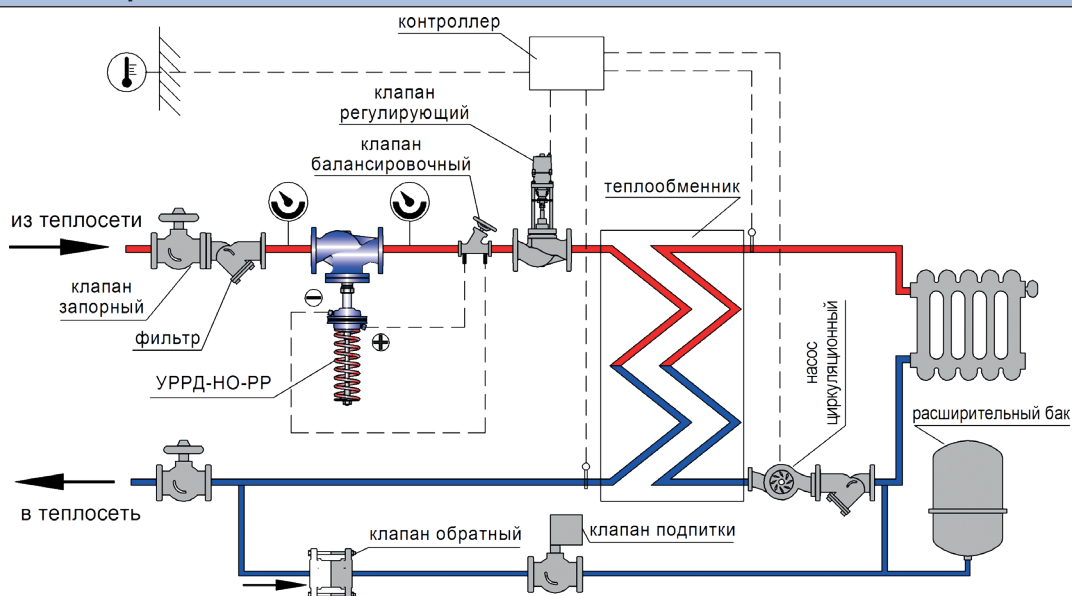 контроллер
клапан
регулирующий
клапан
балансировочный
теплообменник
из теплосети
клапан
запорный
фильтр
УРРД-НО-РР
насос
циркуляционный
расширительный бак
в теплосеть
клапан обратный
клапан подпитки